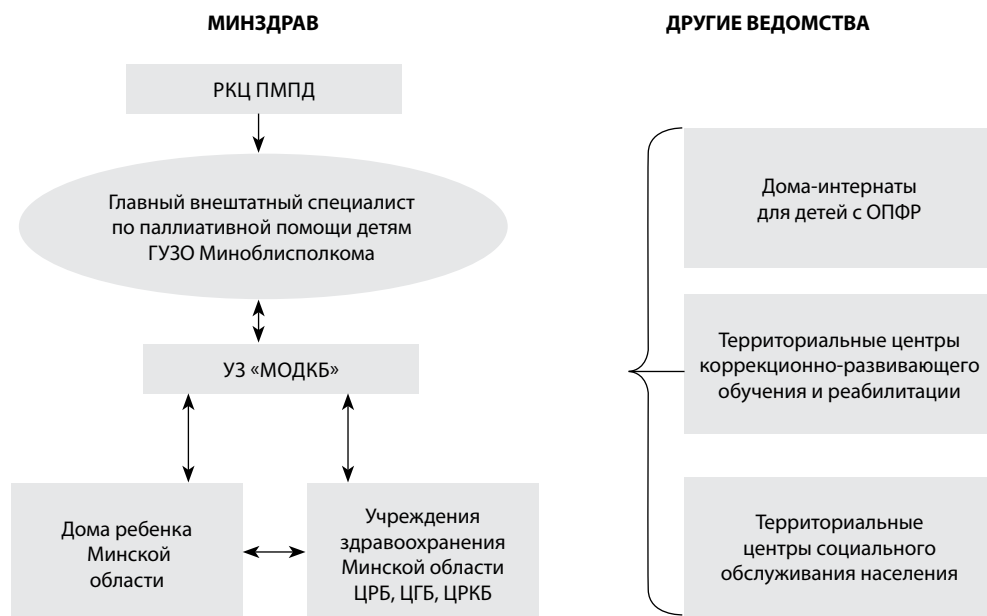 МИНЗДРАВ
РКЦ ПМПД
Главный внештатный специалист
по паллиативной помощи детям
ГУЗО Миноблисполкома
УЗ «МОДКБ»
Дома ребенка
Минской
области
Учреждения
здравоохранения
Минской области
ЦРБ, ЦГБ, ЦРКБ
ДРУГИЕ ВЕДОМСТВА
Дома-интернаты
для детей с ОПФР
Территориальные центры
коррекционно-развивающего
обучения и реабилитации
Территориальные
центры социального
обслуживания населения